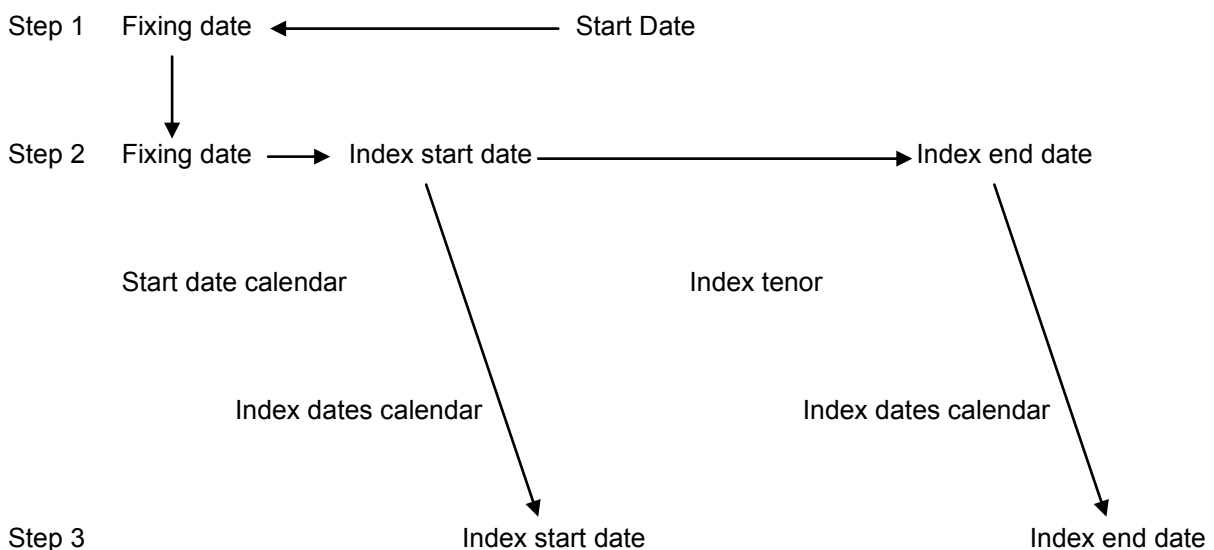 Step 1 Fixing date Start Date
Step 2 Fixing date Index start date Index end date
Start date calendar Index tenor
Index dates calendar Index dates calendar
Step 3 Index start date Index end date